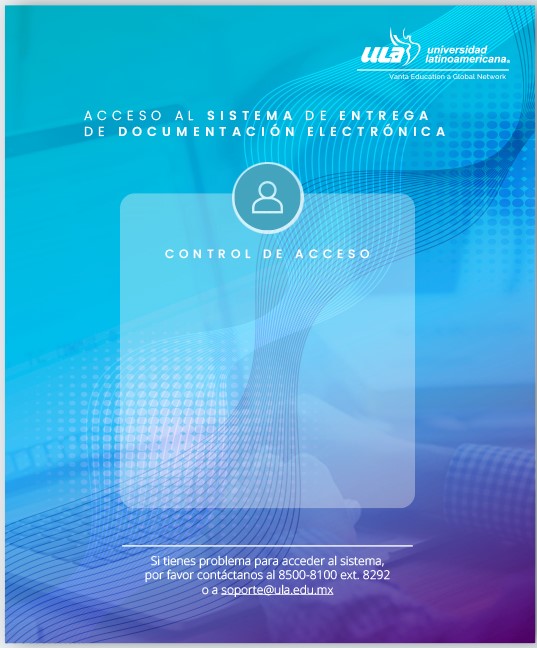 ula universidad
latinoamericana.
Vanta Education a Global Network
ACCESO AL SISTEMA DE ENTREGA
DE DOCUMENTACIÓN ELECTRÓNICA
CONTROL DE ACCESO
Si tienes problema para acceder al sistema,
por favor contáctanos al 8500-8100 ext. 8292
o a soporte@ula.edu.mx